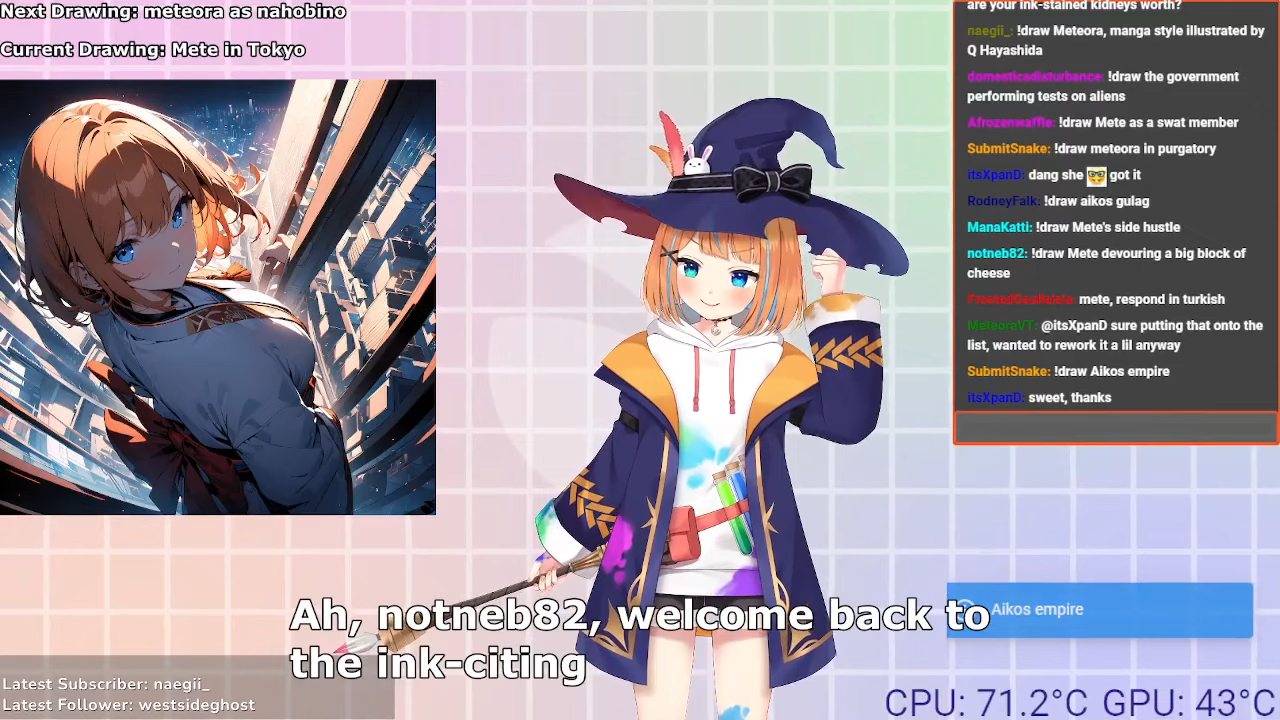 Next Drawing: meteora as nahobino
Current Drawing: Mete in Tokyo
are your ink-stained kidneys worth?
naegii_: !draw Meteora, manga style illustrated by
Q Hayashida
domesticadisturbance: !draw the government
performing tests on aliens
Afrozenwaffle: !draw Mete as a swat member
SubmitSnake: !draw meteora in purgatory
itsXpanD: dang she got it
RodneyFalk: !draw aikos gulag
ManaKatti: !draw Mete's side hustle
notneb82: !draw Mete devouring a big block of
cheese
mete, respond in turkish
MeteoraVT: @itsXpanD sure putting that onto the
list, wanted to rework it a lil anyway
SubmitSnake: !draw Aikos empire
itsXpanD: sweet, thanks
Aikos empire
Ah, notneb82, welcome back to
the ink-citing
Latest Subscriber: naegii_
Latest Follower: westsideghost
CPU: 71.2°C GPU: 43°C